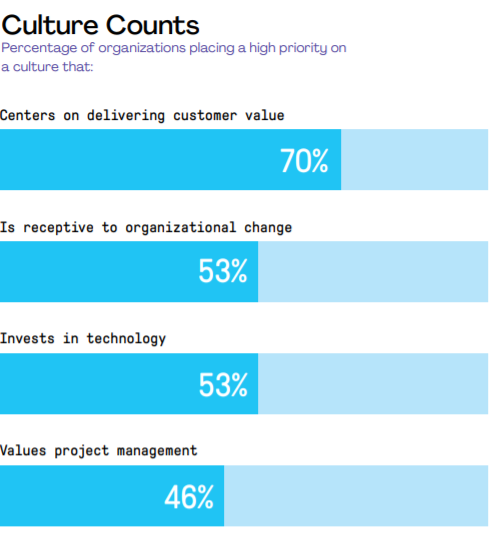 Culture Counts
Percentage of organizations placing a high priority on
a culture that:
Centers on delivering customer value
70%
Is receptive to organizational change
53%
Invests in technology
53%
Values project management
46%